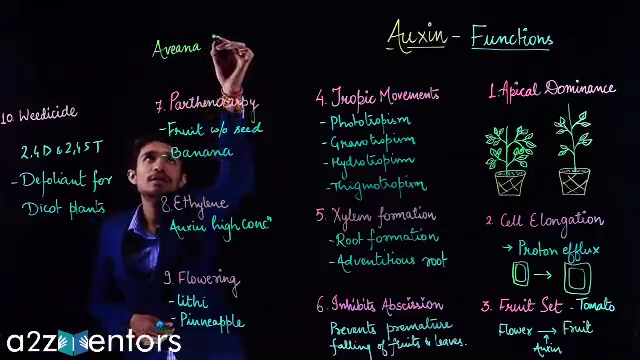 Auxin - Functions
1. Apical Dominance
2. Cell Elongation
→ Proton efflux
3. Fruit Set - Tomato
Flower → Fruit
↑
Auxin
4. Tropic Movements
- Phototropism
- Gravotropism
- Hydrotropism
- Thigmotropism
5. Xylem formation
- Root formation
- Adventitious root
6. Inhibits Abscission
Prevents premature
falling of fruits & leaves.
Aveana
7. Parthenocarpy
- Fruit w/o seed
- Banana
8. Ethylene
Auxin high concⁿ
9. Flowering
- lithi
- Pinneapple
10. Weedicide
2,4 D & 2,4,5 T
- Defoliant for
Dicot plants
a2z mentors